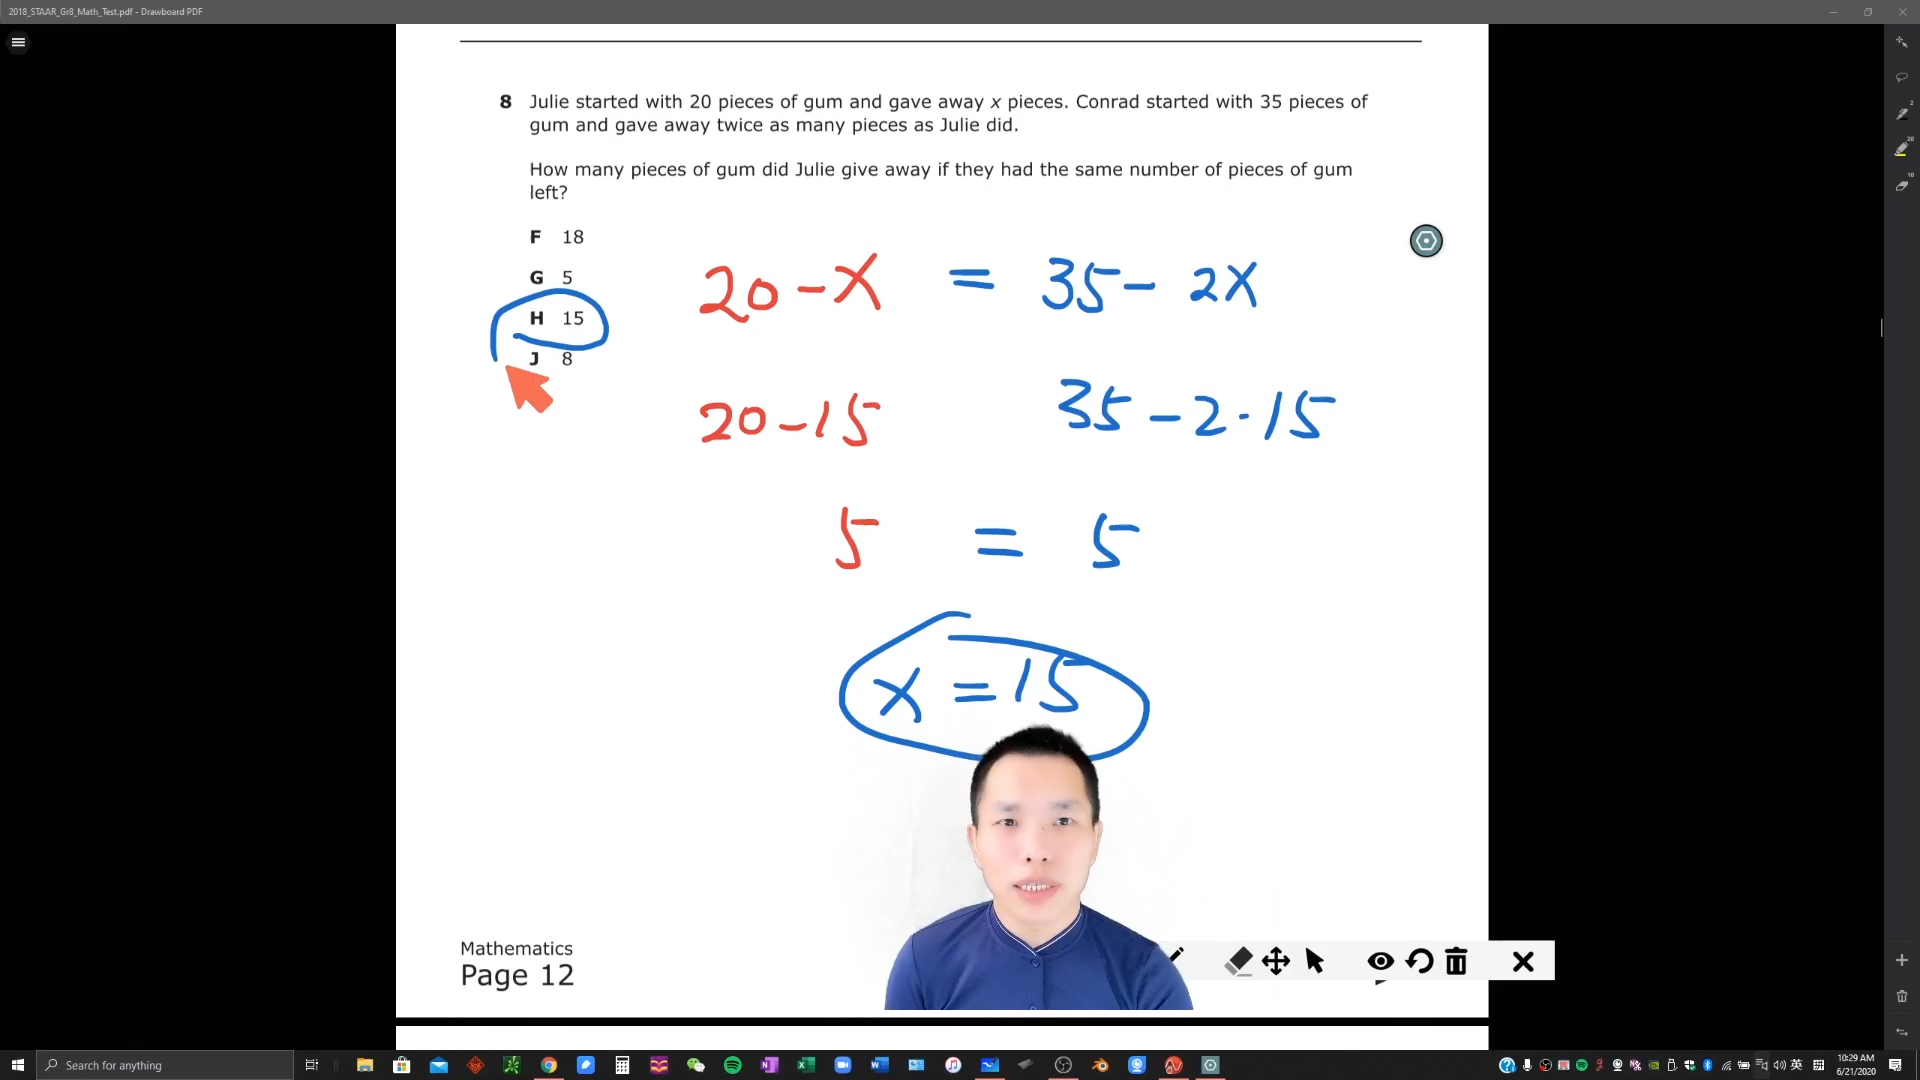 2018_STAAR_Gr8_Math_Test.pdf - Drawboard PDF
8 Julie started with 20 pieces of gum and gave away x pieces. Conrad started with 35 pieces of
gum and gave away twice as many pieces as Julie did.
How many pieces of gum did Julie give away if they had the same number of pieces of gum
left?
F 18
G 5
H 15
J 8
20 - x = 35 - 2x
20 - 15 35 - 2 · 15
5 = 5
x = 15
Mathematics
Page 12
Search for anything
英
10:29 AM
6/21/2020